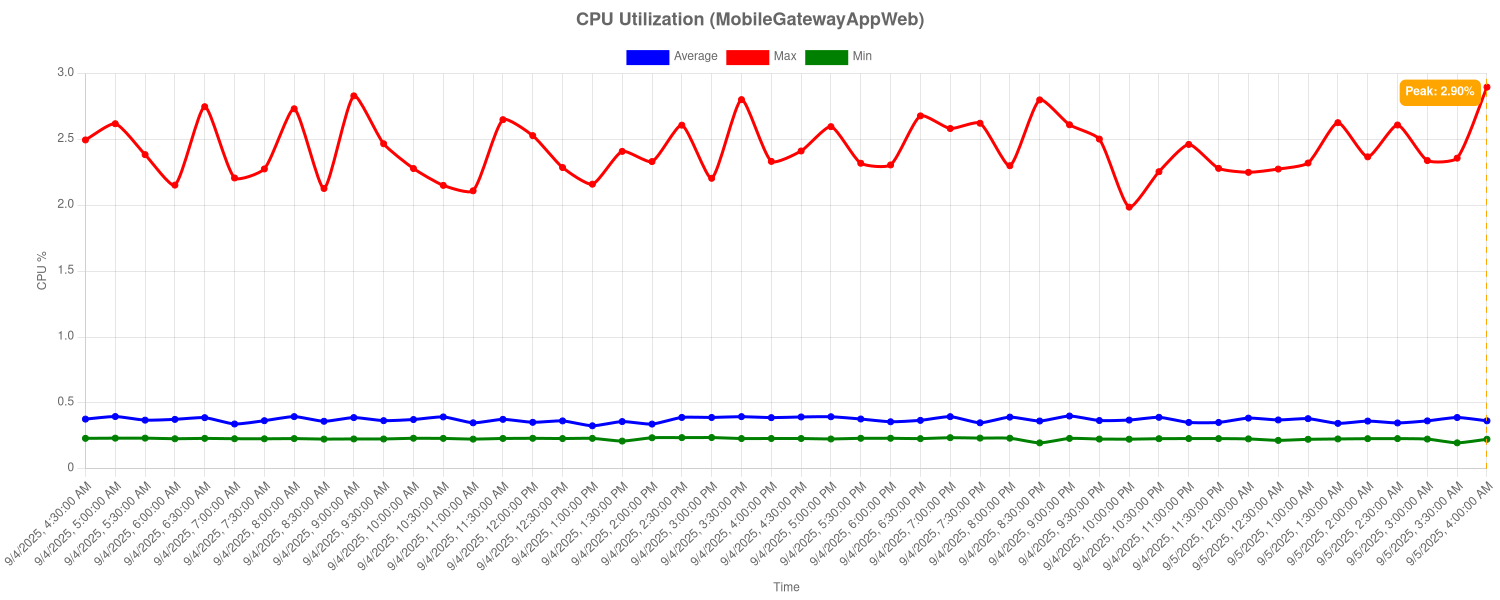 CPU Utilization (MobileGatewayAppWeb)
Average Max Min
3.0
Peak: 2.90%
2.5
2.0
1.5
CPU %
1.0
0.5
0
9/4/2025, 4:30:00 AM
9/4/2025, 5:00:00 AM
9/4/2025, 5:30:00 AM
9/4/2025, 6:00:00 AM
9/4/2025, 6:30:00 AM
9/4/2025, 7:00:00 AM
9/4/2025, 7:30:00 AM
9/4/2025, 8:00:00 AM
9/4/2025, 8:30:00 AM
9/4/2025, 9:00:00 AM
9/4/2025, 9:30:00 AM
9/4/2025, 10:00:00 AM
9/4/2025, 10:30:00 AM
9/4/2025, 11:00:00 AM
9/4/2025, 11:30:00 AM
9/4/2025, 12:00:00 PM
9/4/2025, 12:30:00 PM
9/4/2025, 1:00:00 PM
9/4/2025, 1:30:00 PM
9/4/2025, 2:00:00 PM
9/4/2025, 2:30:00 PM
9/4/2025, 3:00:00 PM
9/4/2025, 3:30:00 PM
9/4/2025, 4:00:00 PM
9/4/2025, 4:30:00 PM
9/4/2025, 5:00:00 PM
9/4/2025, 5:30:00 PM
9/4/2025, 6:00:00 PM
9/4/2025, 6:30:00 PM
9/4/2025, 7:00:00 PM
9/4/2025, 7:30:00 PM
9/4/2025, 8:00:00 PM
9/4/2025, 8:30:00 PM
9/4/2025, 9:00:00 PM
9/4/2025, 9:30:00 PM
9/4/2025, 10:00:00 PM
9/4/2025, 10:30:00 PM
9/4/2025, 11:00:00 PM
9/4/2025, 11:30:00 PM
9/5/2025, 12:00:00 AM
9/5/2025, 12:30:00 AM
9/5/2025, 1:00:00 AM
9/5/2025, 1:30:00 AM
9/5/2025, 2:00:00 AM
9/5/2025, 2:30:00 AM
9/5/2025, 3:00:00 AM
9/5/2025, 3:30:00 AM
9/5/2025, 4:00:00 AM
Time